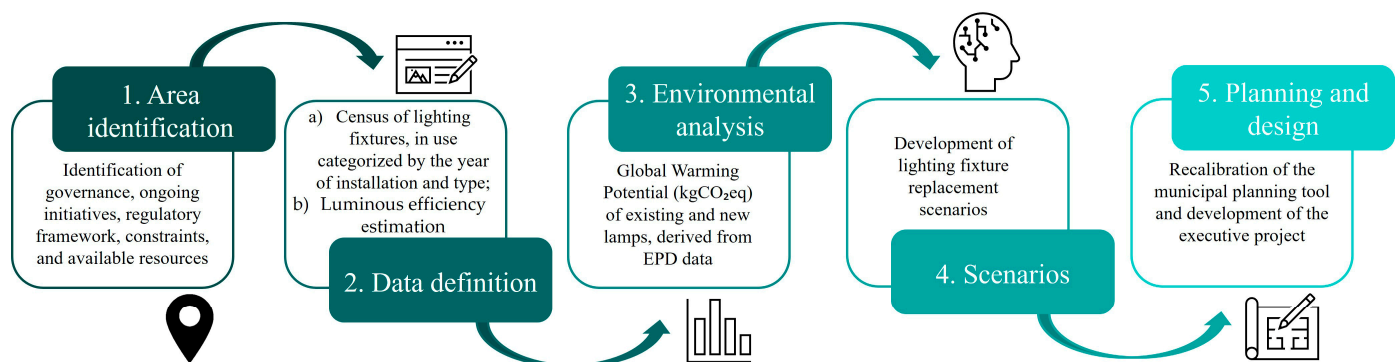 1. Area
identification
Identification of
governance, ongoing
initiatives, regulatory
framework, constraints,
and available resources
a) Census of lighting
fixtures, in use
categorized by the year
of installation and type;
b) Luminous efficiency
estimation
2. Data definition
3. Environmental
analysis
Global Warming
Potential (kgCO₂eq)
of existing and new
lamps, derived from
EPD data
Development of
lighting fixture
replacement
scenarios
4. Scenarios
5. Planning and
design
Recalibration of the
municipal planning tool
and development of the
executive project